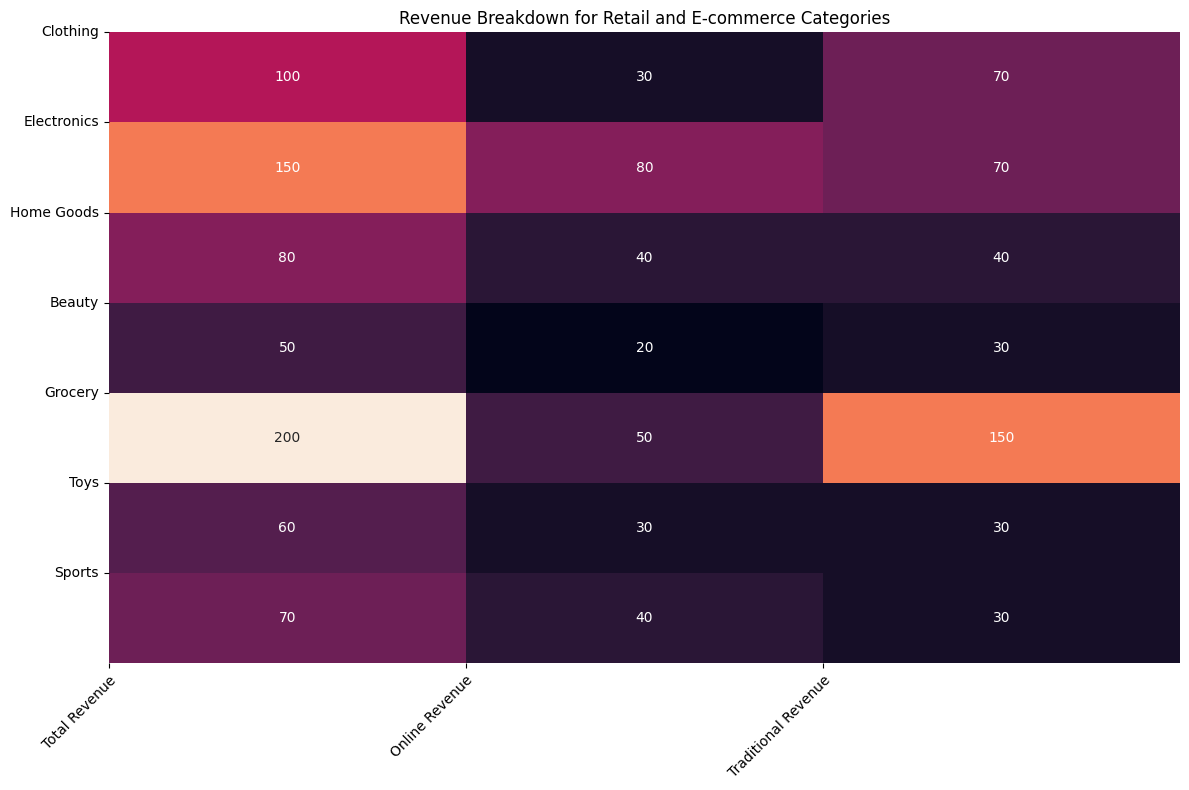 Revenue Breakdown for Retail and E-commerce Categories
Clothing
100 30 70
Electronics
150 80 70
Home Goods
80 40 40
Beauty
50 20 30
Grocery
200 50 150
Toys
60 30 30
Sports
70 40 30
Total Revenue
Online Revenue
Traditional Revenue